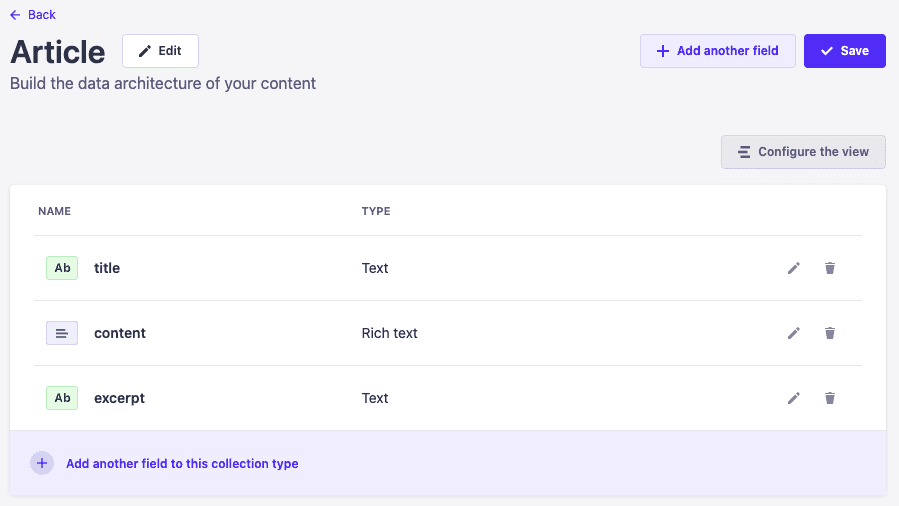 Back
Article
Edit
Add another field
Save
Build the data architecture of your content
Configure the view
NAME TYPE
Ab title Text
content Rich text
Ab excerpt Text
Add another field to this collection type